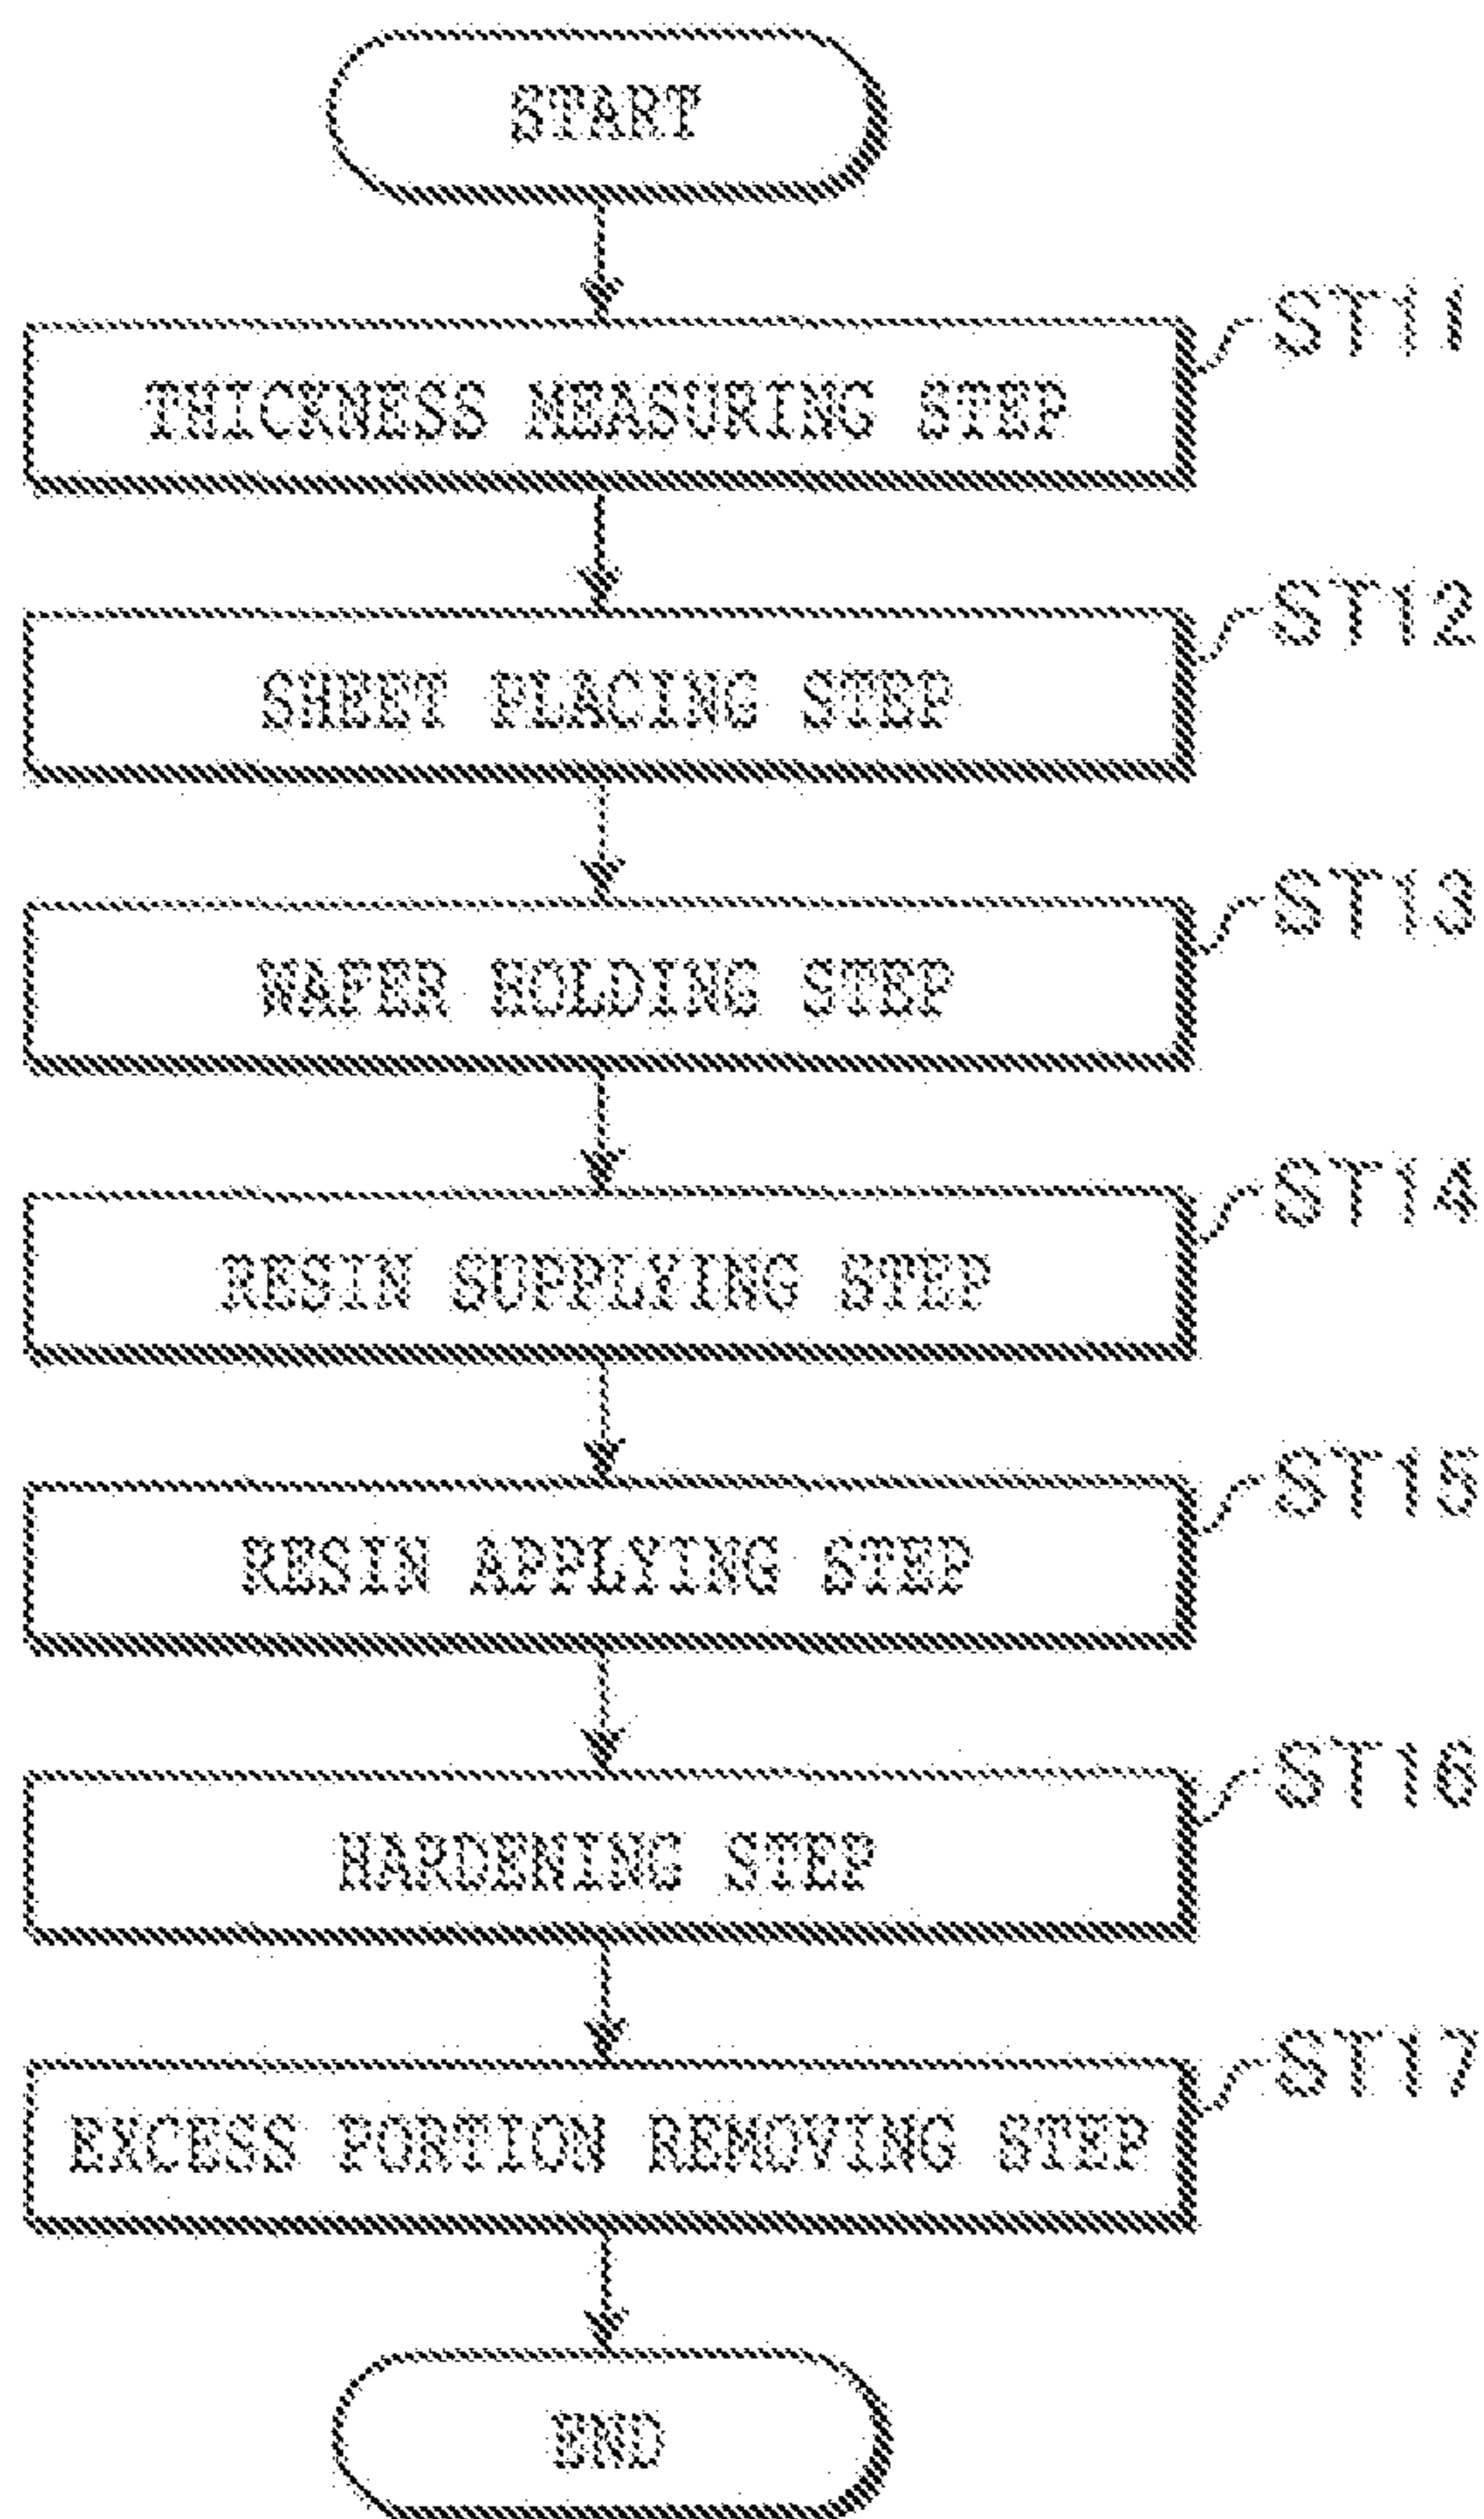 START
ST11
THICKNESS MEASURING STEP
ST12
SHEET PLACING STEP
ST13
WAFER HOLDING STEP
ST14
RESIN SUPPLYING STEP
ST15
RESIN APPLYING STEP
ST16
HARDENING STEP
ST17
EXCESS PORTION REMOVING STEP
END